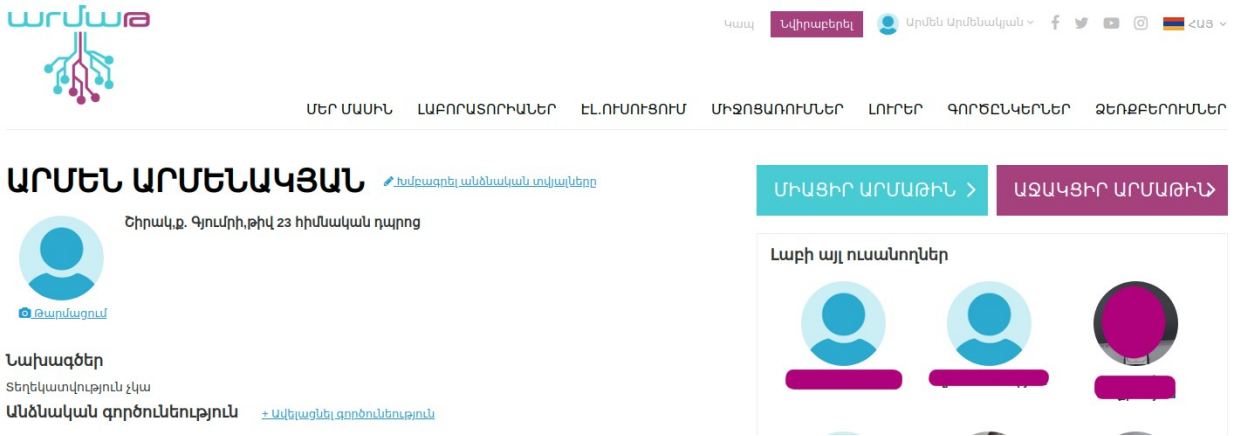 արմաթ
Կապ Նվիրաբերել Արմեն Արմենակյան ՀԱՅ
ՄԵՐ ՄԱՍԻՆ ԼԱԲՈՐԱՏՈՐԻԱՆԵՐ ԷԼ.ՈՒՍՈՒՑՈՒՄ ՄԻՋՈՑԱՌՈՒՄՆԵՐ ԼՈՒՐԵՐ ԳՈՐԾԸՆԿԵՐՆԵՐ ՁԵՌՔԲԵՐՈՒՄՆԵՐ
ԱՐՄԵՆ ԱՐՄԵՆԱԿՅԱՆ Խմբագրել անձնական տվյալները
Շիրակ,ք. Գյումրի,թիվ 23 հիմնական դպրոց
Թարմացում
Նախագծեր
Տեղեկատվություն չկա
Անձնական գործունեություն + Ավելացնել գործունեություն
ՄԻԱՑԻՐ ԱՐՄԱԹԻՆ
ԱՋԱԿՑԻՐ ԱՐՄԱԹԻՆ
Լաբի այլ ուսանողներ